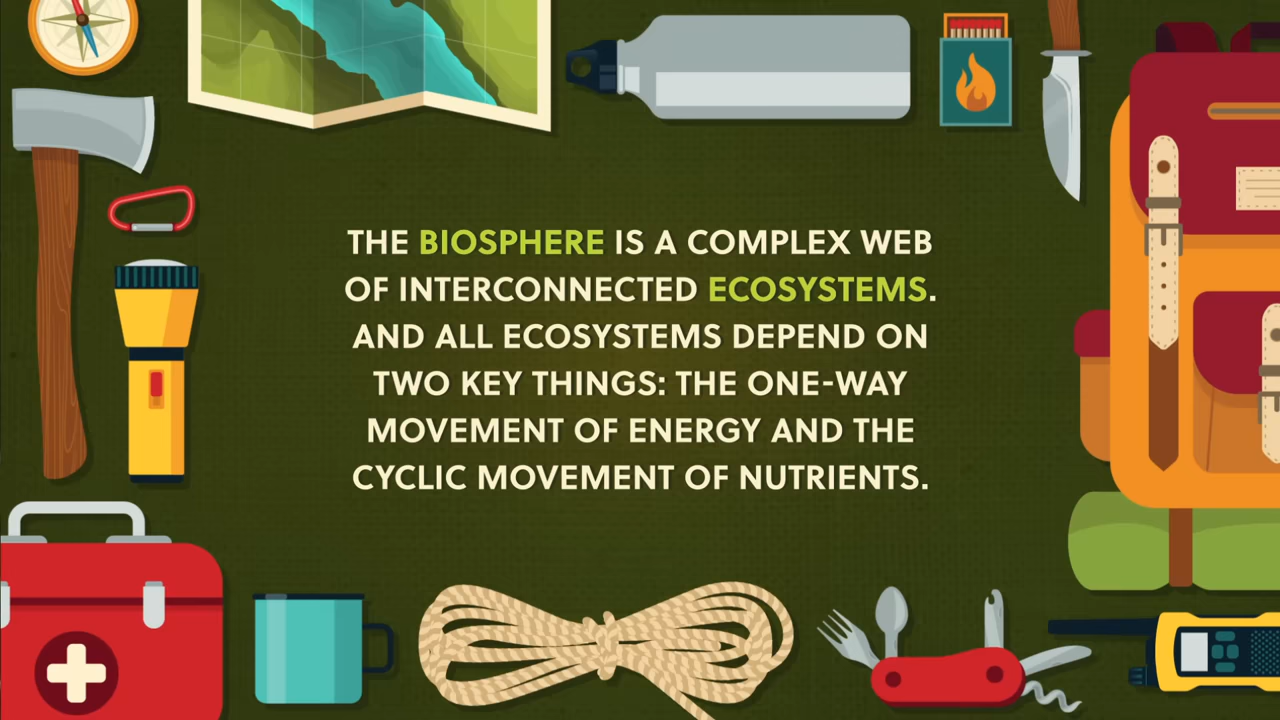 THE BIOSPHERE IS A COMPLEX WEB
OF INTERCONNECTED ECOSYSTEMS.
AND ALL ECOSYSTEMS DEPEND ON
TWO KEY THINGS: THE ONE-WAY
MOVEMENT OF ENERGY AND THE
CYCLIC MOVEMENT OF NUTRIENTS.